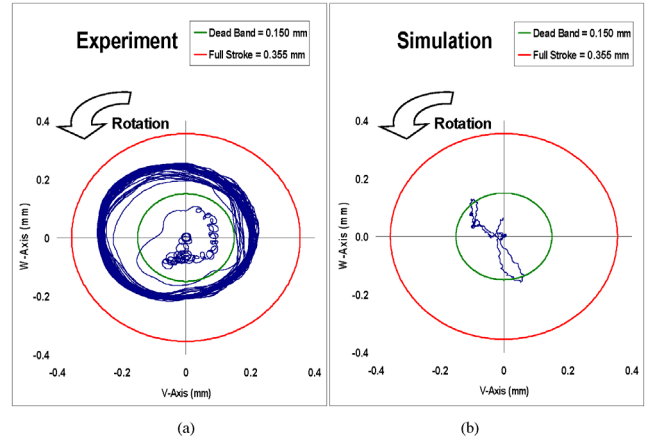 Experiment
Dead Band = 0.150 mm
Full Stroke = 0.355 mm
Rotation
W-Axis (mm)
0.4
0.2
0
-0.2
-0.4
-0.4 -0.2 0 0.2 0.4
V-Axis (mm)
(a)
Simulation
Dead Band = 0.150 mm
Full Stroke = 0.355 mm
Rotation
W-Axis (mm)
0.4
0.2
0.0
-0.2
-0.4
-0.4 -0.2 0.0 0.2 0.4
V-Axis (mm)
(b)